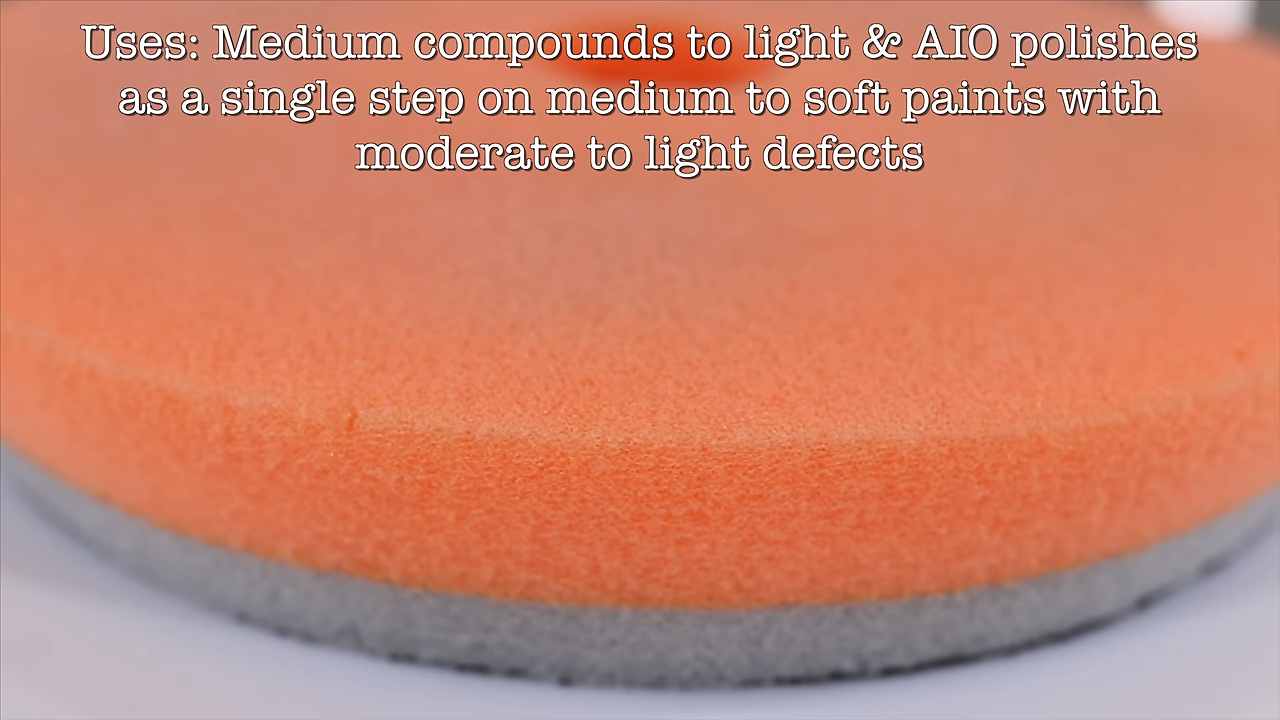 Uses: Medium compounds to light & AIO polishes
as a single step on medium to soft paints with
moderate to light defects